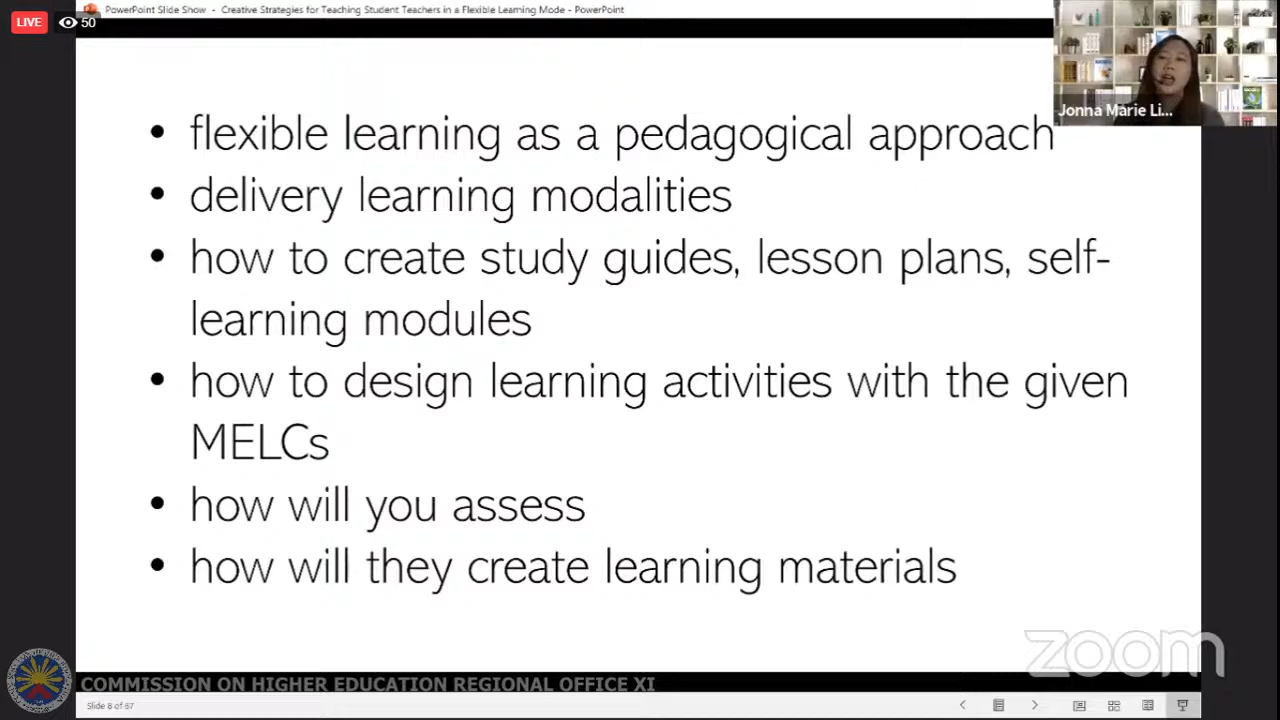 PowerPoint Slide Show - Creative Strategies for Teaching Student Teachers in a Flexible Learning Mode - PowerPoint
LIVE
50
Jonna Marie Li...
• flexible learning as a pedagogical approach
• delivery learning modalities
• how to create study guides, lesson plans, self-
learning modules
• how to design learning activities with the given
MELCs
• how will you assess
• how will they create learning materials
zoom
COMMISSION ON HIGHER EDUCATION REGIONAL OFFICE XI
Slide 8 of 67